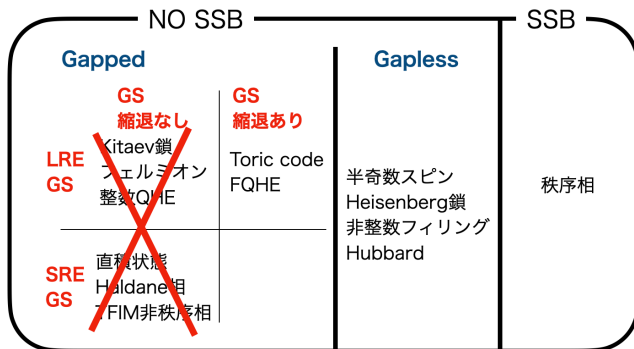 NO SSB
SSB
Gapped
Gapless
GS
縮退なし
GS
縮退あり
LRE
GS
Kitaev鎖
フェルミオン
整数QHE
Toric code
FQHE
半奇数スピン
Heisenberg鎖
非整数フィリング
Hubbard
秩序相
SRE
GS
直積状態
Haldane相
TFIM非秩序相